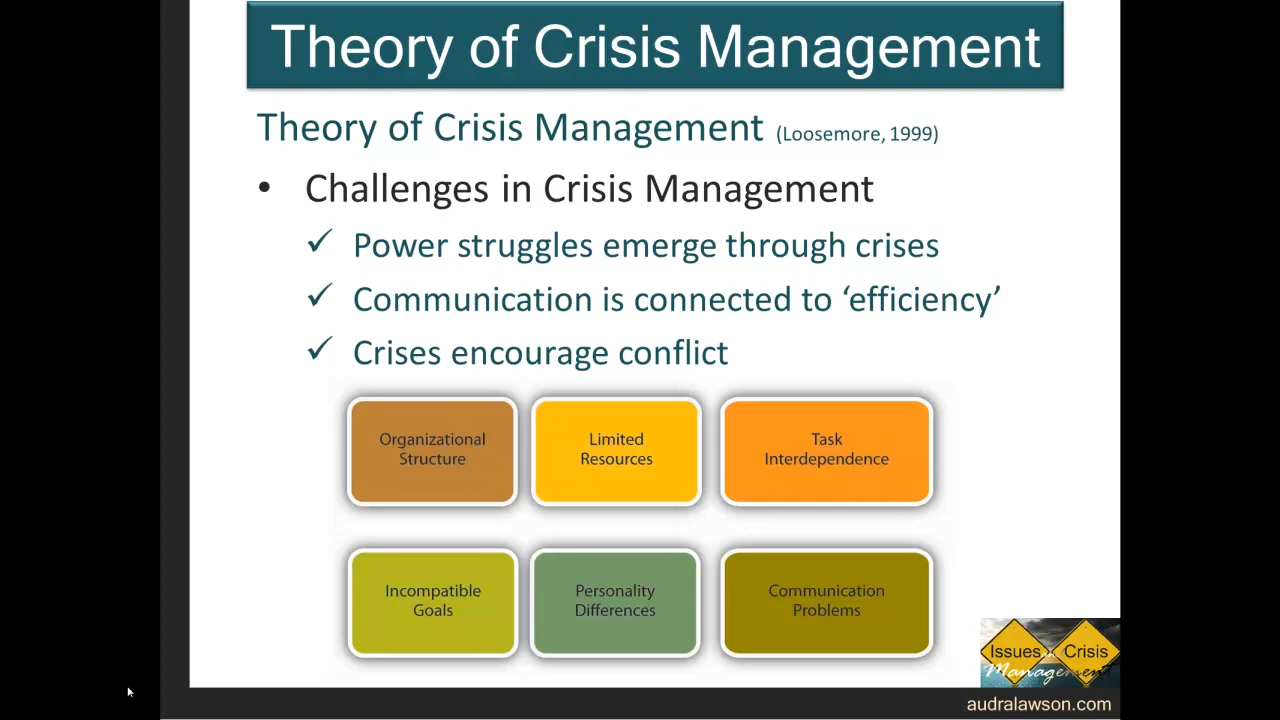 Theory of Crisis Management
Theory of Crisis Management (Loosemore, 1999)
• Challenges in Crisis Management
✓ Power struggles emerge through crises
✓ Communication is connected to ‘efficiency’
✓ Crises encourage conflict
Organizational
Structure
Limited
Resources
Task
Interdependence
Incompatible
Goals
Personality
Differences
Communication
Problems
Issues & Crisis
Management
audralawson.com